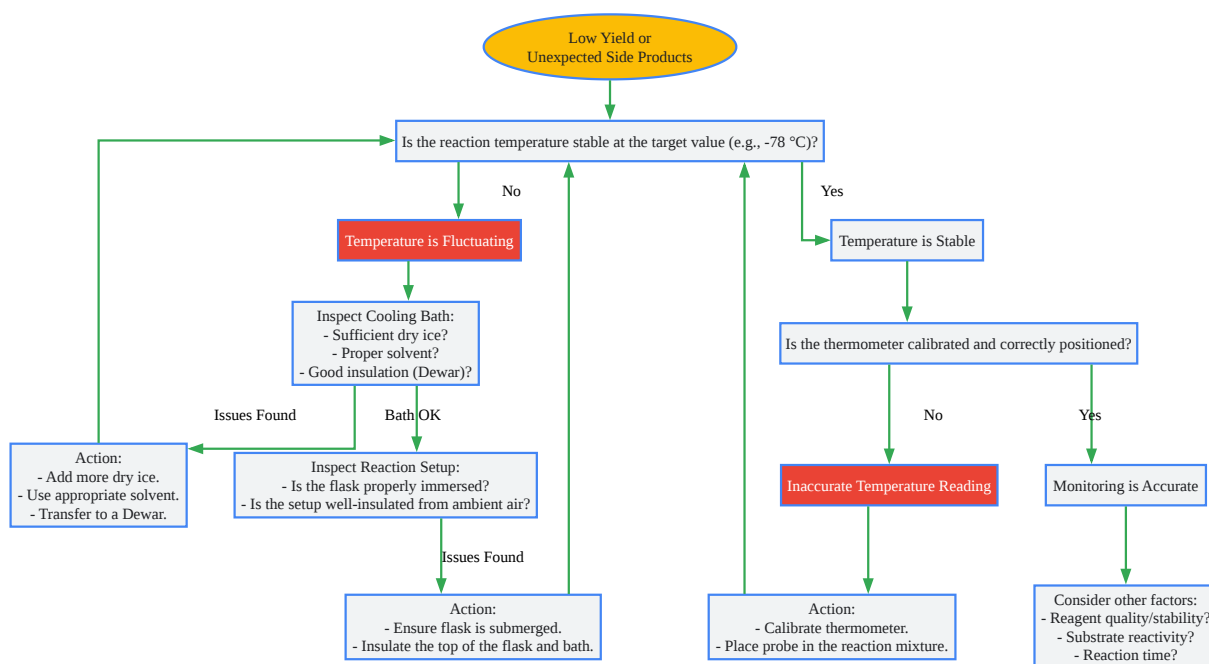 Low Yield or
Unexpected Side Products
Is the reaction temperature stable at the target value (e.g., -78 °C)?
No
Yes
Temperature is Fluctuating
Temperature is Stable
Inspect Cooling Bath:
- Sufficient dry ice?
- Proper solvent?
- Good insulation (Dewar)?
Is the thermometer calibrated and correctly positioned?
Issues Found
Bath OK
No
Yes
Action:
- Add more dry ice.
- Use appropriate solvent.
- Transfer to a Dewar.
Inspect Reaction Setup:
- Is the flask properly immersed?
- Is the setup well-insulated from ambient air?
Inaccurate Temperature Reading
Monitoring is Accurate
Issues Found
Action:
- Ensure flask is submerged.
- Insulate the top of the flask and bath.
Action:
- Calibrate thermometer.
- Place probe in the reaction mixture.
Consider other factors:
- Reagent quality/stability?
- Substrate reactivity?
- Reaction time?